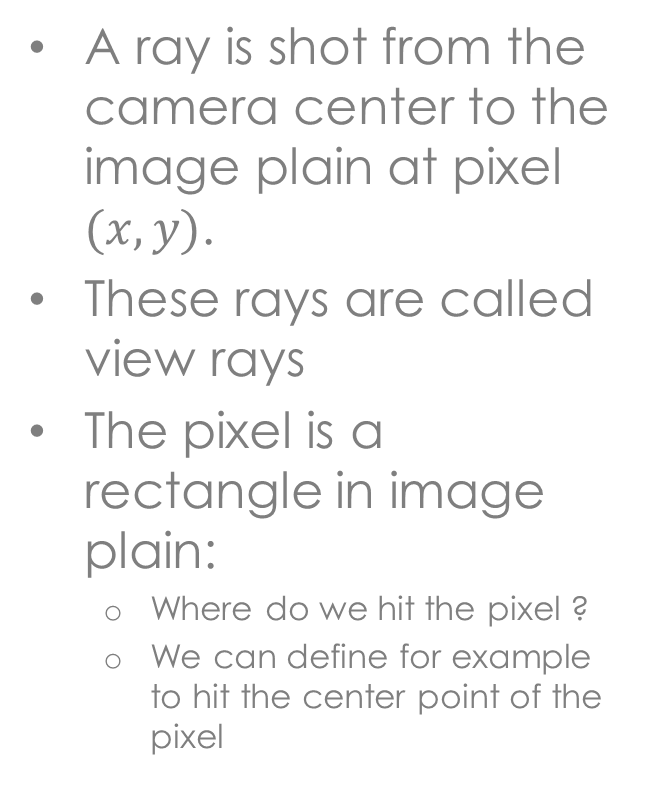 • A ray is shot from the
camera center to the
image plain at pixel
(x, y).
• These rays are called
view rays
• The pixel is a
rectangle in image
plain:
o Where do we hit the pixel ?
o We can define for example
to hit the center point of the
pixel